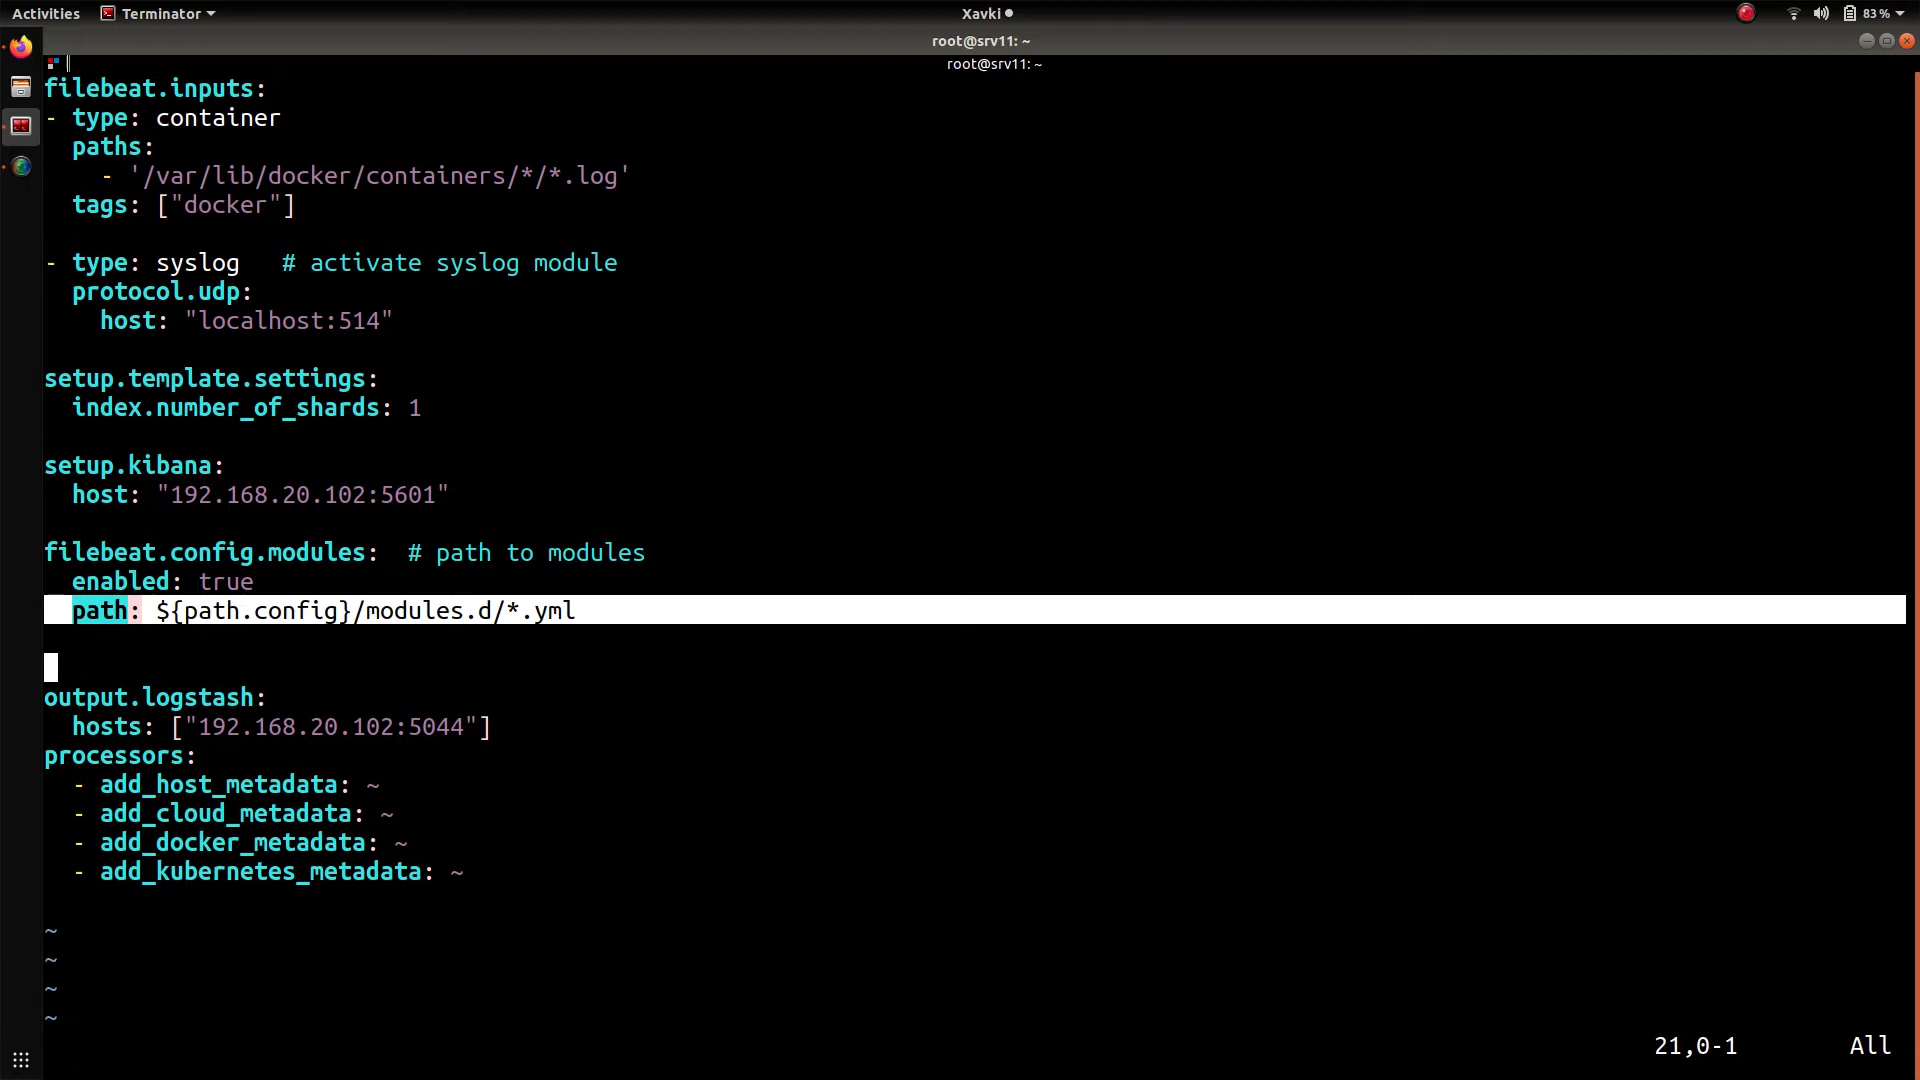 Activities Terminator Xavki 83 %
root@srv11: ~
root@srv11: ~
filebeat.inputs:
- type: container
  paths:
    - '/var/lib/docker/containers/*/*.log'
  tags: ["docker"]
- type: syslog   # activate syslog module
  protocol.udp:
    host: "localhost:514"
setup.template.settings:
  index.number_of_shards: 1
setup.kibana:
  host: "192.168.20.102:5601"
filebeat.config.modules:  # path to modules
  enabled: true
  path: ${path.config}/modules.d/*.yml
output.logstash:
  hosts: ["192.168.20.102:5044"]
processors:
  - add_host_metadata: ~
  - add_cloud_metadata: ~
  - add_docker_metadata: ~
  - add_kubernetes_metadata: ~
~
~
~
~
21,0-1 All